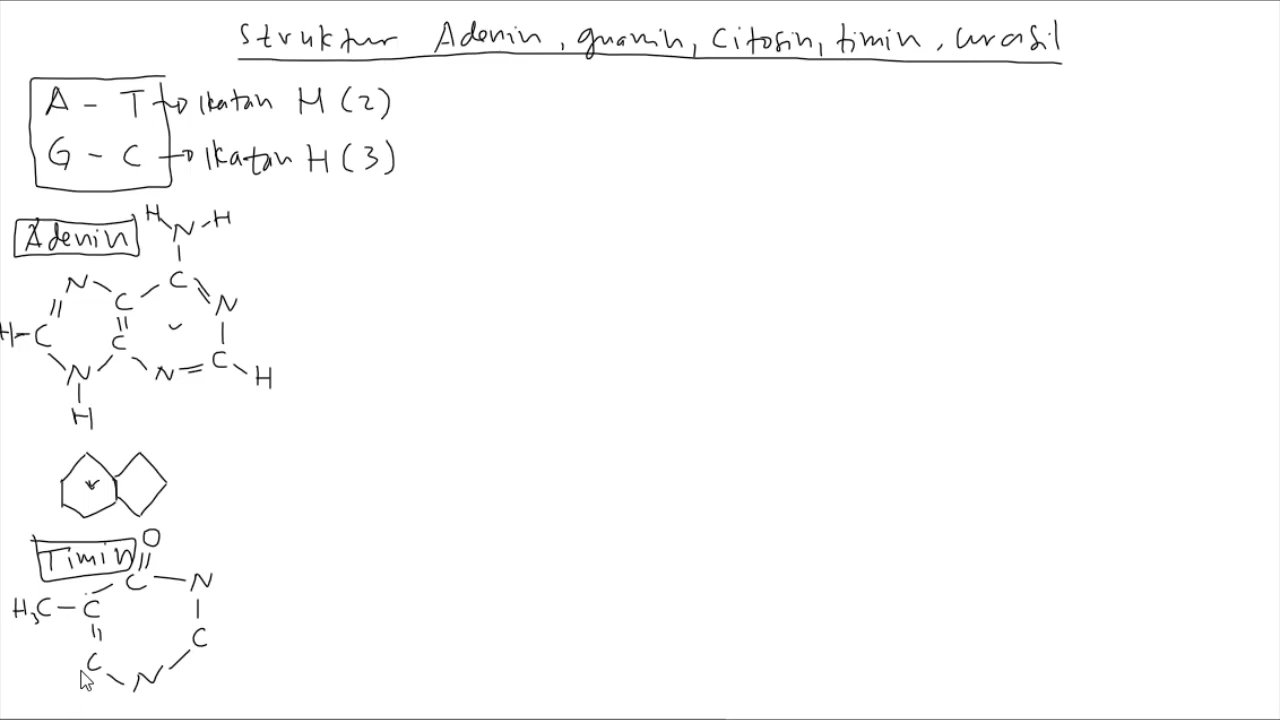 Struktur Adenin, guanin, Citosin, timin, urasil
A - T → Ikatan H (2)
G - C → Ikatan H (3)
Adenin
H N - H
N C C N
H - C C C H
N N = C
H
Timin O
C - N
H3C - C
C
C N